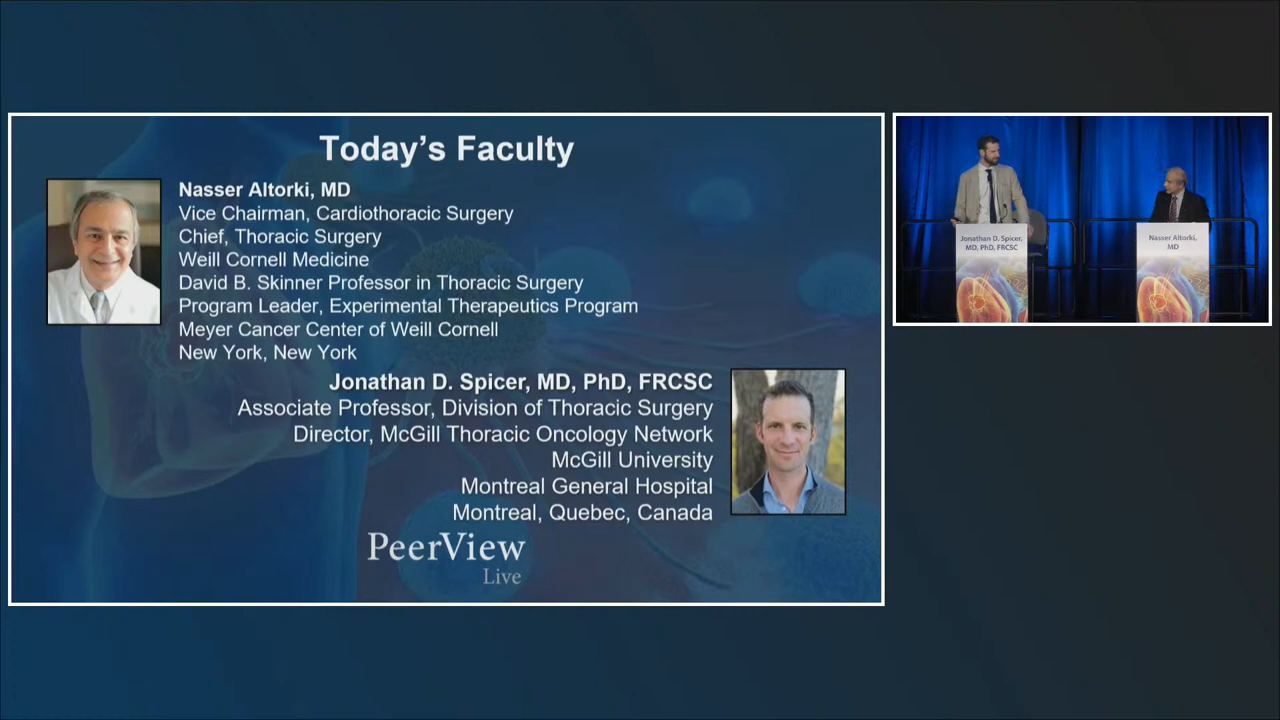 Today's Faculty
Nasser Altorki, MD
Vice Chairman, Cardiothoracic Surgery
Chief, Thoracic Surgery
Weill Cornell Medicine
David B. Skinner Professor in Thoracic Surgery
Program Leader, Experimental Therapeutics Program
Meyer Cancer Center of Weill Cornell
New York, New York
Jonathan D. Spicer, MD, PhD, FRCSC
Associate Professor, Division of Thoracic Surgery
Director, McGill Thoracic Oncology Network
McGill University
Montreal General Hospital
Montreal, Quebec, Canada
PeerView
Live
Jonathan D. Spicer,
MD, PhD, FRCSC
Nasser Altorki,
MD